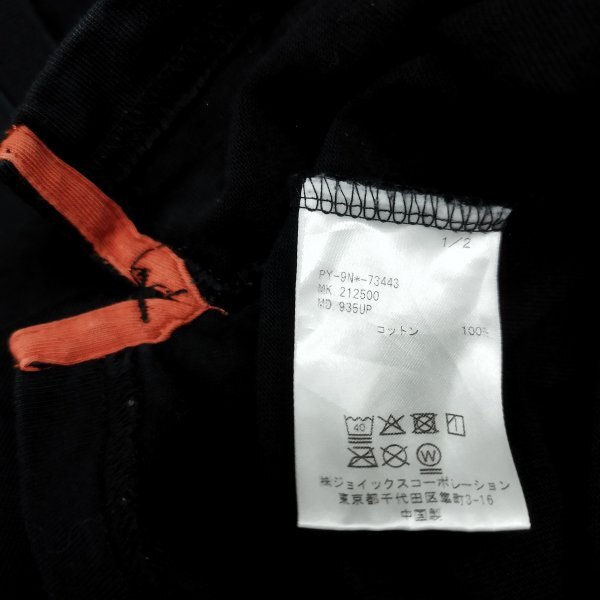 1/2
PY-9N*-73443
MK 212500
MD 935UP
コットン 100%
40
W
株ジョイックスコーポレーション
東京都千代田区隼町3-16
中国製